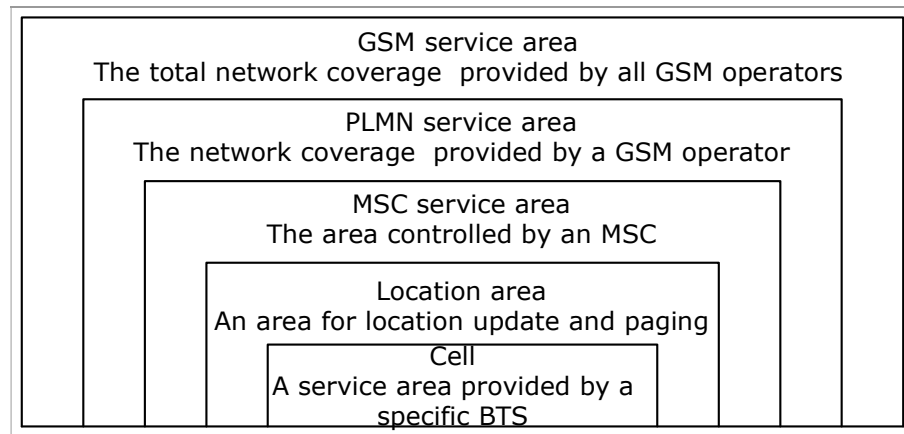 GSM service area
The total network coverage  provided by all GSM operators
PLMN service area
The network coverage  provided by a GSM operator
MSC service area
The area controlled by an MSC
Location area
An area for location update and paging
Cell
A service area provided by a
specific BTS